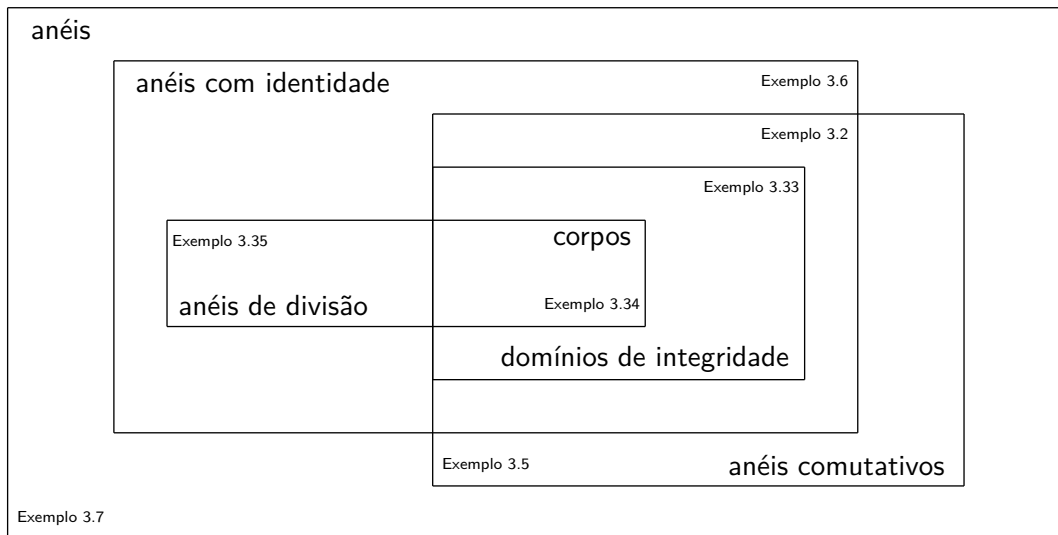 anéis
anéis com identidade
Exemplo 3.6
Exemplo 3.2
Exemplo 3.33
Exemplo 3.35
corpos
anéis de divisão
Exemplo 3.34
domínios de integridade
Exemplo 3.5
anéis comutativos
Exemplo 3.7